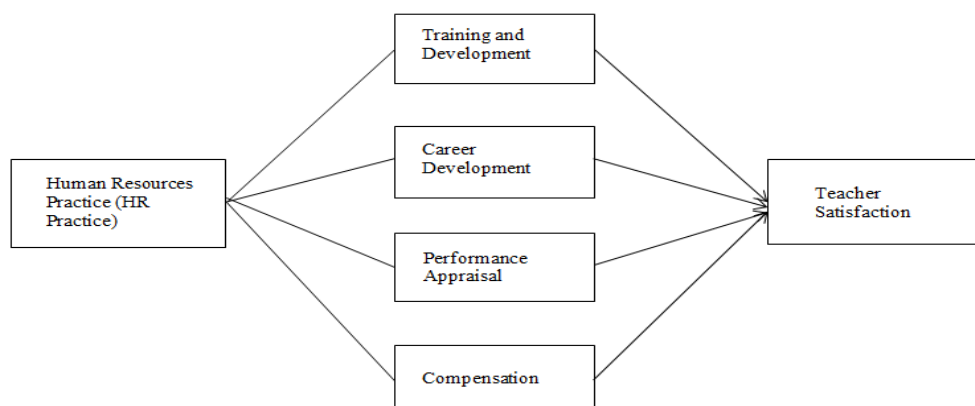 Training and
Development
Career
Development
Human Resources
Practice (HR
Practice)
Teacher
Satisfaction
Performance
Appraisal
Compensation